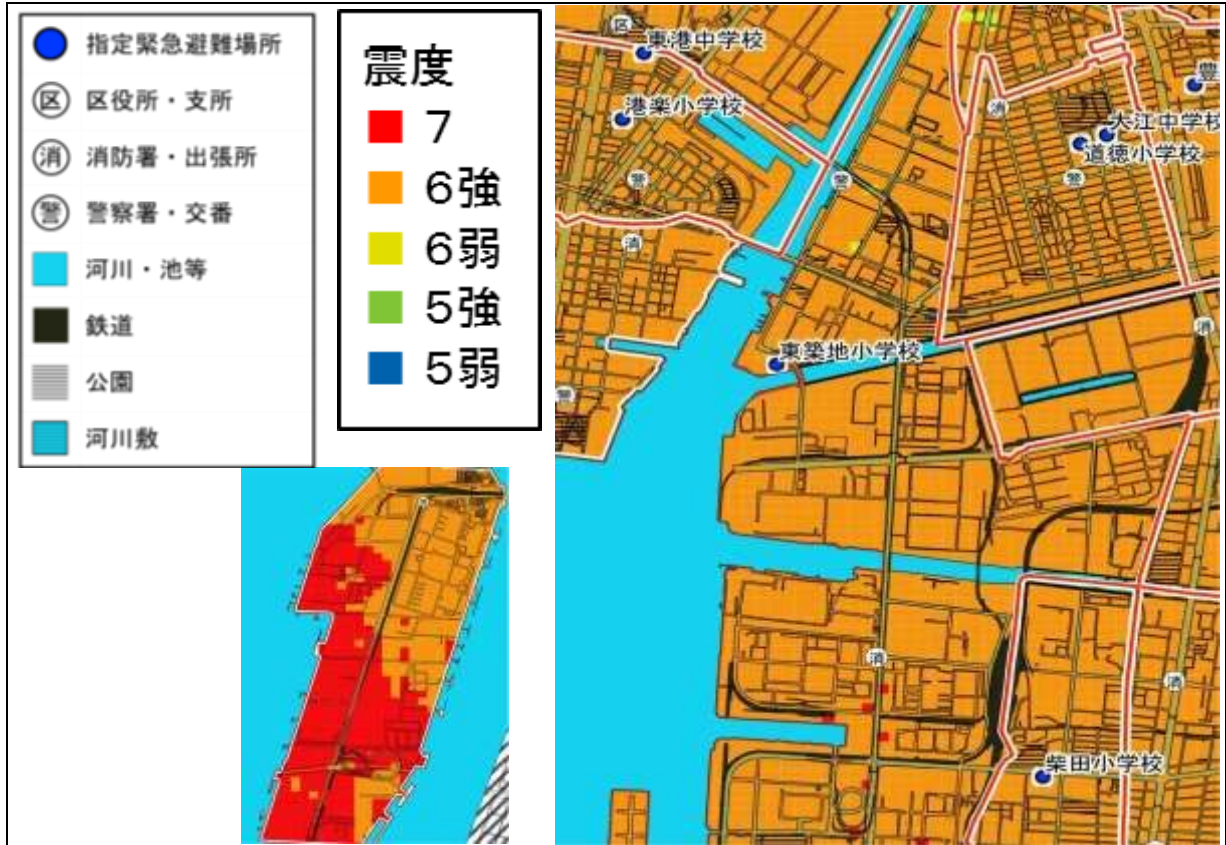 指定緊急避難場所
区 区役所・支所
消 消防署・出張所
警 警察署・交番
河川・池等
鉄道
公園
河川敷
震度
7
6強
6弱
5強
5弱
区
東港中学校
豊
港楽小学校
消
大江中学校
道徳小学校
警
警
警
消
消
東築地小学校
警
消
消
柴田小学校
消